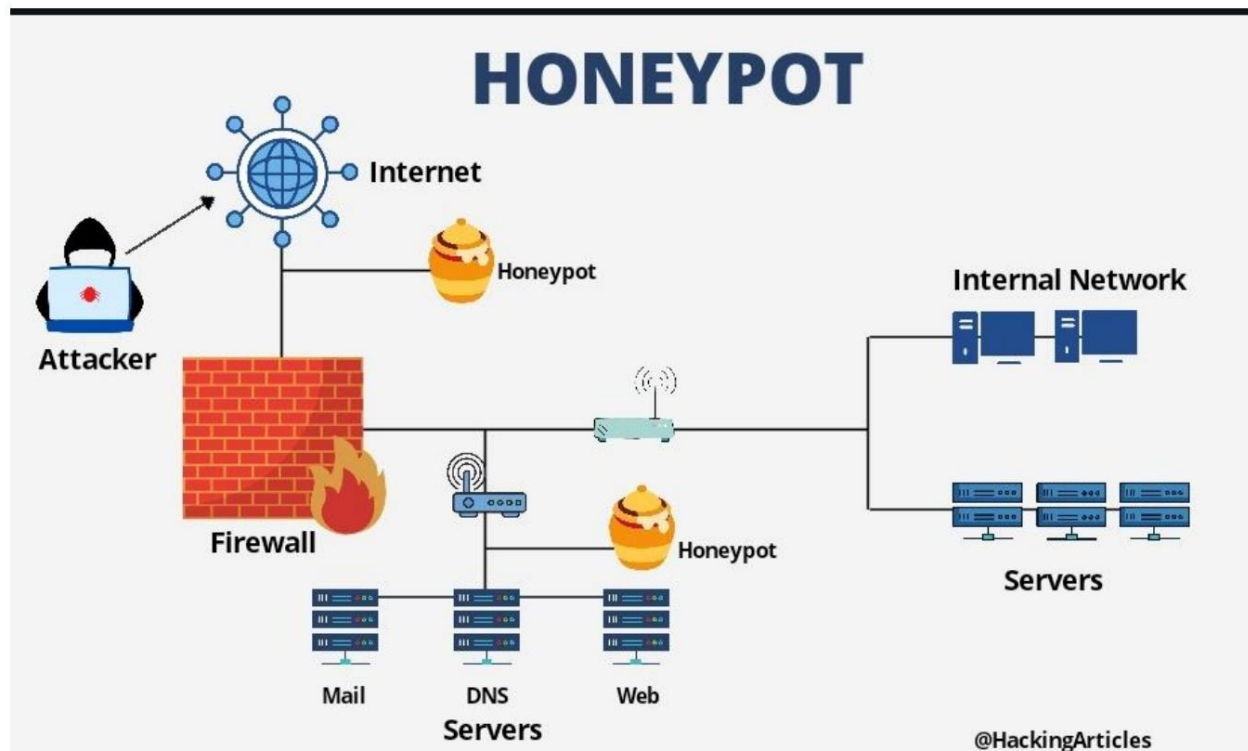 HONEYPOT
Internet
Honeypot
Attacker
Internal Network
Firewall
Honeypot
Servers
Mail
DNS
Web
Servers
@HackingArticles